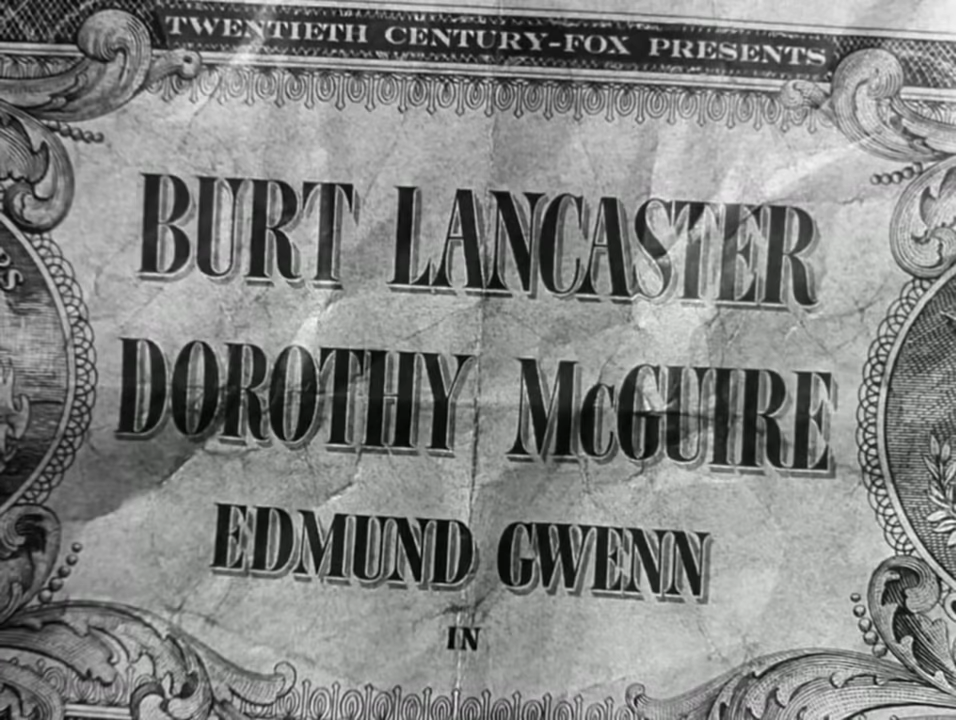 TWENTIETH CENTURY-FOX PRESENTS
BURT LANCASTER
DOROTHY McGUIRE
EDMUND GWENN
IN